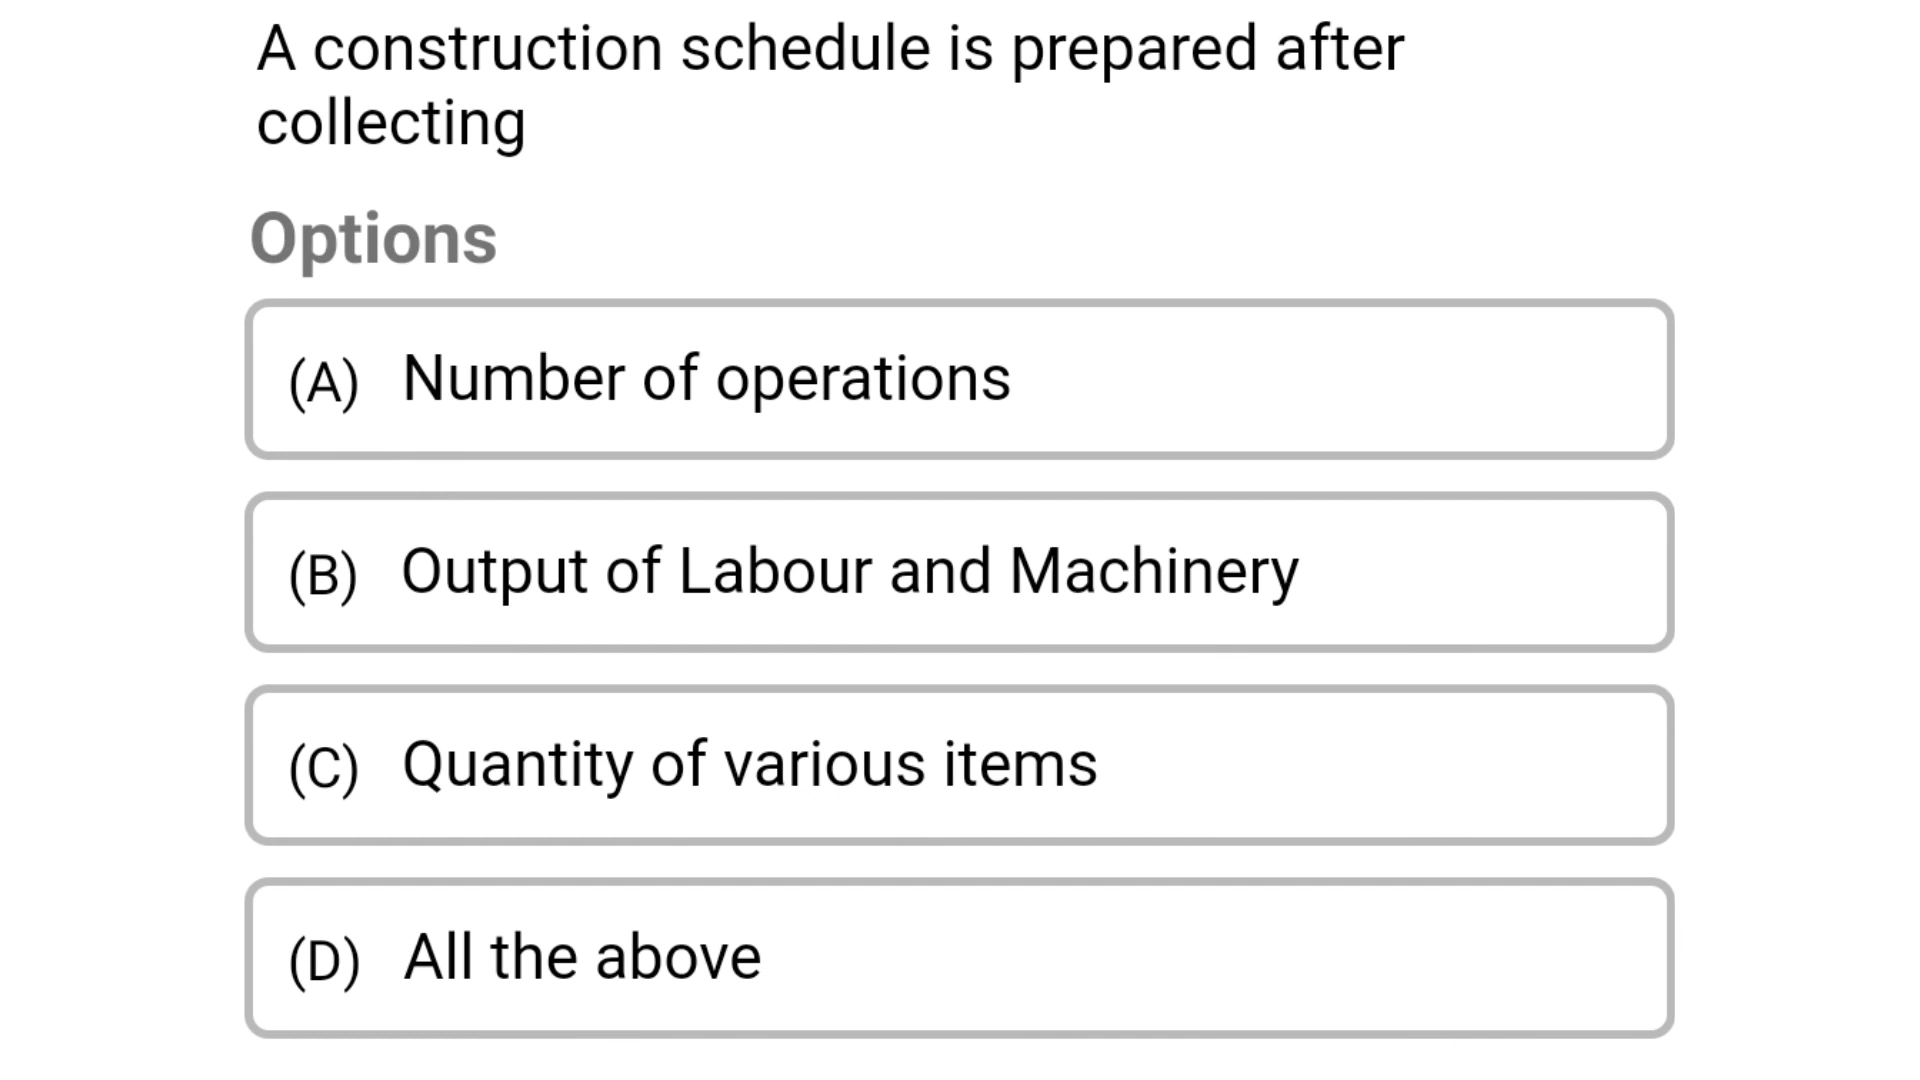 A construction schedule is prepared after
collecting
Options
(A) Number of operations
(B) Output of Labour and Machinery
(C) Quantity of various items
(D) All the above